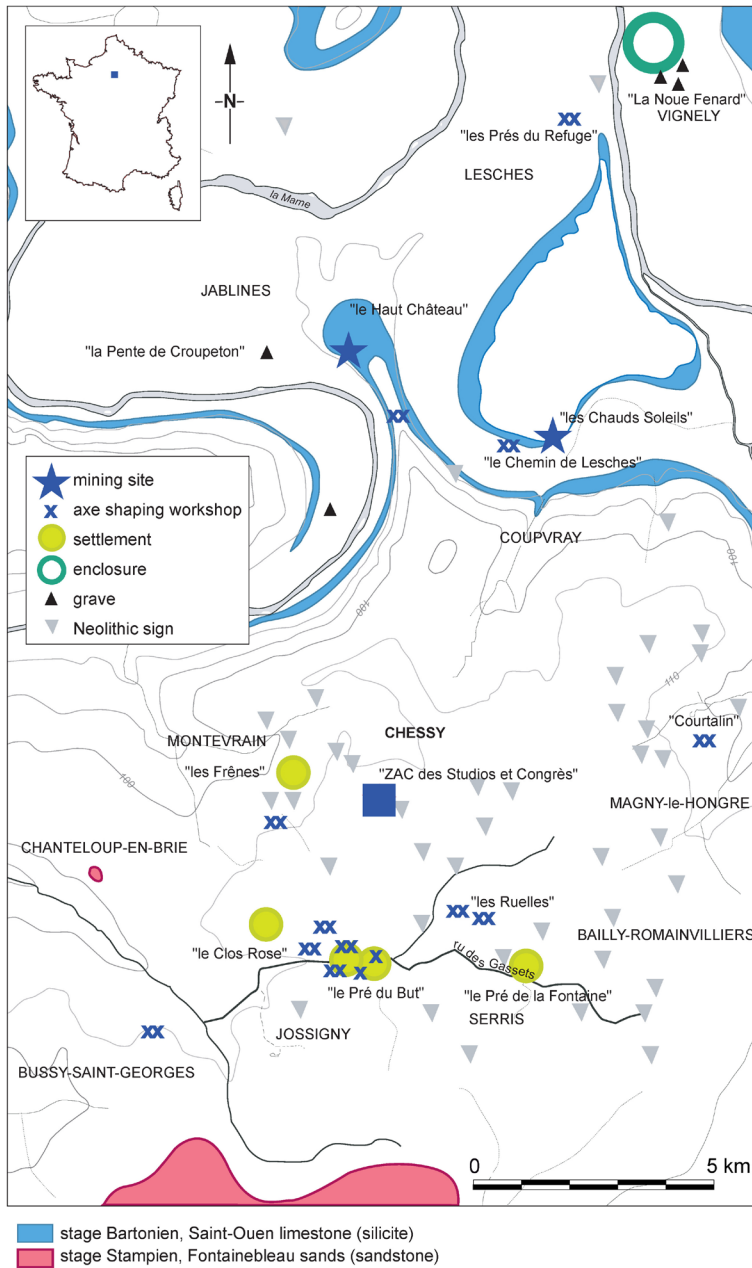 -N-
"La Noue Fenard"
VIGNELY
"les Prés du Refuge"
LESCHES
la Marne
JABLINES
"le Haut Château"
"la Pente de Croupeton"
"les Chauds Soleils"
"le Chemin de Lesches"
mining site
axe shaping workshop
settlement
enclosure
grave
Neolithic sign
COUPVRAY
100
100
110
"Courtalin"
MONTEVRAIN
CHESSY
"les Frênes"
"ZAC des Studios et Congrès"
100
MAGNY-le-HONGRE
CHANTELOUP-EN-BRIE
"les Ruelles"
BAILLY-ROMAINVILLIERS
"le Clos Rose"
ru des Gassets
"le Pré du But"
"le Pré de la Fontaine"
SERRIS
JOSSIGNY
BUSSY-SAINT-GEORGES
0 5 km
stage Bartonien, Saint-Ouen limestone (silicite)
stage Stampien, Fontainebleau sands (sandstone)